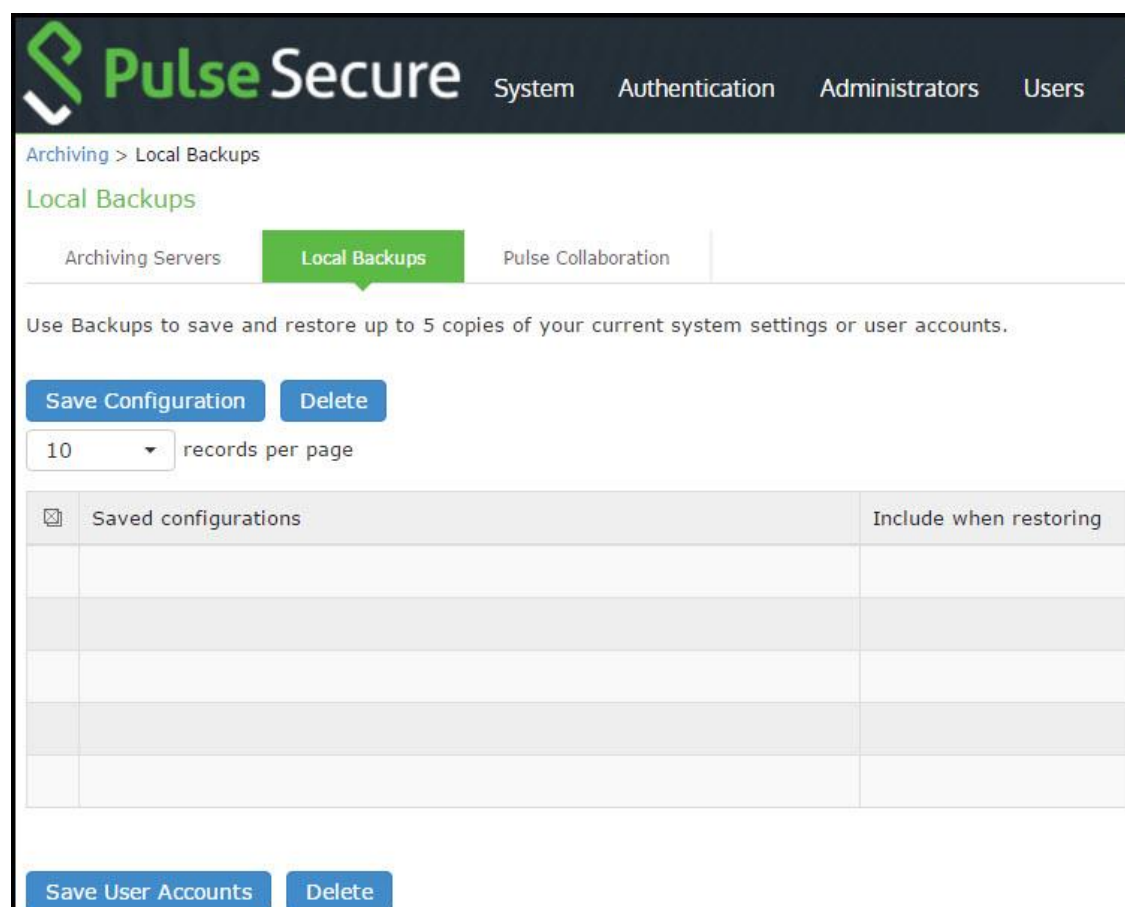 Pulse Secure System Authentication Administrators Users
Archiving > Local Backups
Local Backups
Archiving Servers Local Backups Pulse Collaboration
Use Backups to save and restore up to 5 copies of your current system settings or user accounts.
Save Configuration Delete
10 records per page
Saved configurations Include when restoring
Save User Accounts Delete